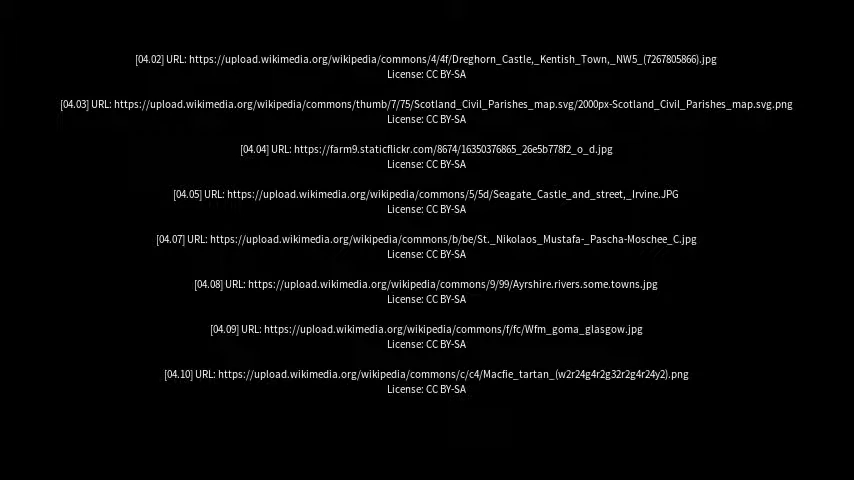 [04.02] URL: https://upload.wikimedia.org/wikipedia/commons/4/4f/Dreghorn_Castle,_Kentish_Town,_NW5_(7267805866).jpg
License: CC BY-SA
[04.03] URL: https://upload.wikimedia.org/wikipedia/commons/thumb/7/75/Scotland_Civil_Parishes_map.svg/2000px-Scotland_Civil_Parishes_map.svg.png
License: CC BY-SA
[04.04] URL: https://farm9.staticflickr.com/8674/16350376865_26e5b778f2_o_d.jpg
License: CC BY-SA
[04.05] URL: https://upload.wikimedia.org/wikipedia/commons/5/5d/Seagate_Castle_and_street,_Irvine.JPG
License: CC BY-SA
[04.07] URL: https://upload.wikimedia.org/wikipedia/commons/b/be/St._Nikolaos_Mustafa-_Pascha-Moschee_C.jpg
License: CC BY-SA
[04.08] URL: https://upload.wikimedia.org/wikipedia/commons/9/99/Ayrshire.rivers.some.towns.jpg
License: CC BY-SA
[04.09] URL: https://upload.wikimedia.org/wikipedia/commons/f/fc/Wfm_goma_glasgow.jpg
License: CC BY-SA
[04.10] URL: https://upload.wikimedia.org/wikipedia/commons/c/c4/Macfie_tartan_(w2r24g4r2g32r2g4r24y2).png
License: CC BY-SA